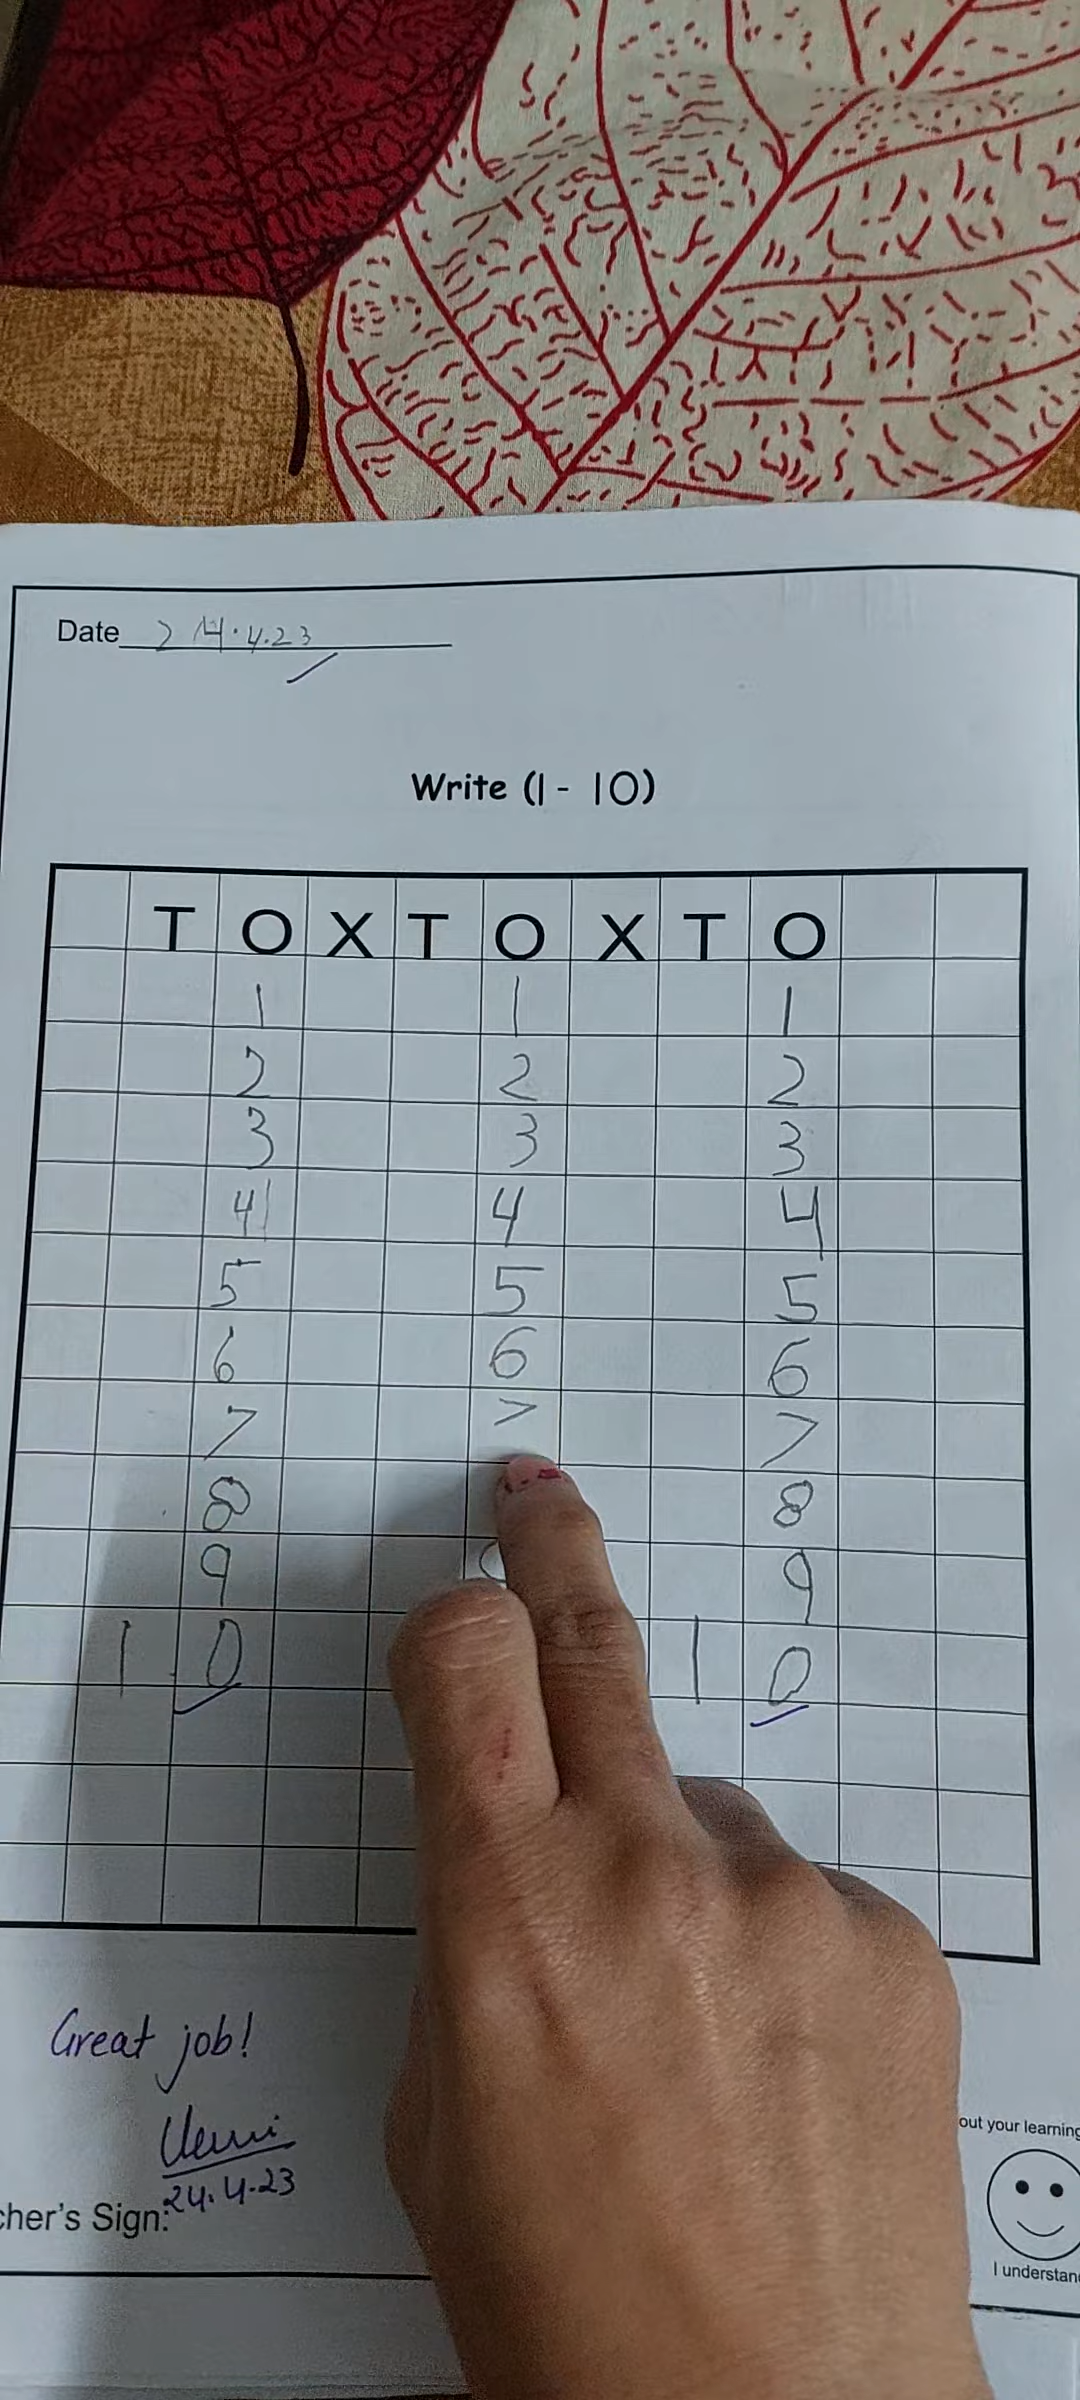 Date 24.4.23
Write (1 - 10)
T O X T O X T O
1 1 1
2 2 2
3 3 3
4 4 4
5 5 5
6 6 6
7 7 7
8 8
9 9
1 0 1 0
Great job!
24.4.23
cher's Sign:
out your learning
I understan